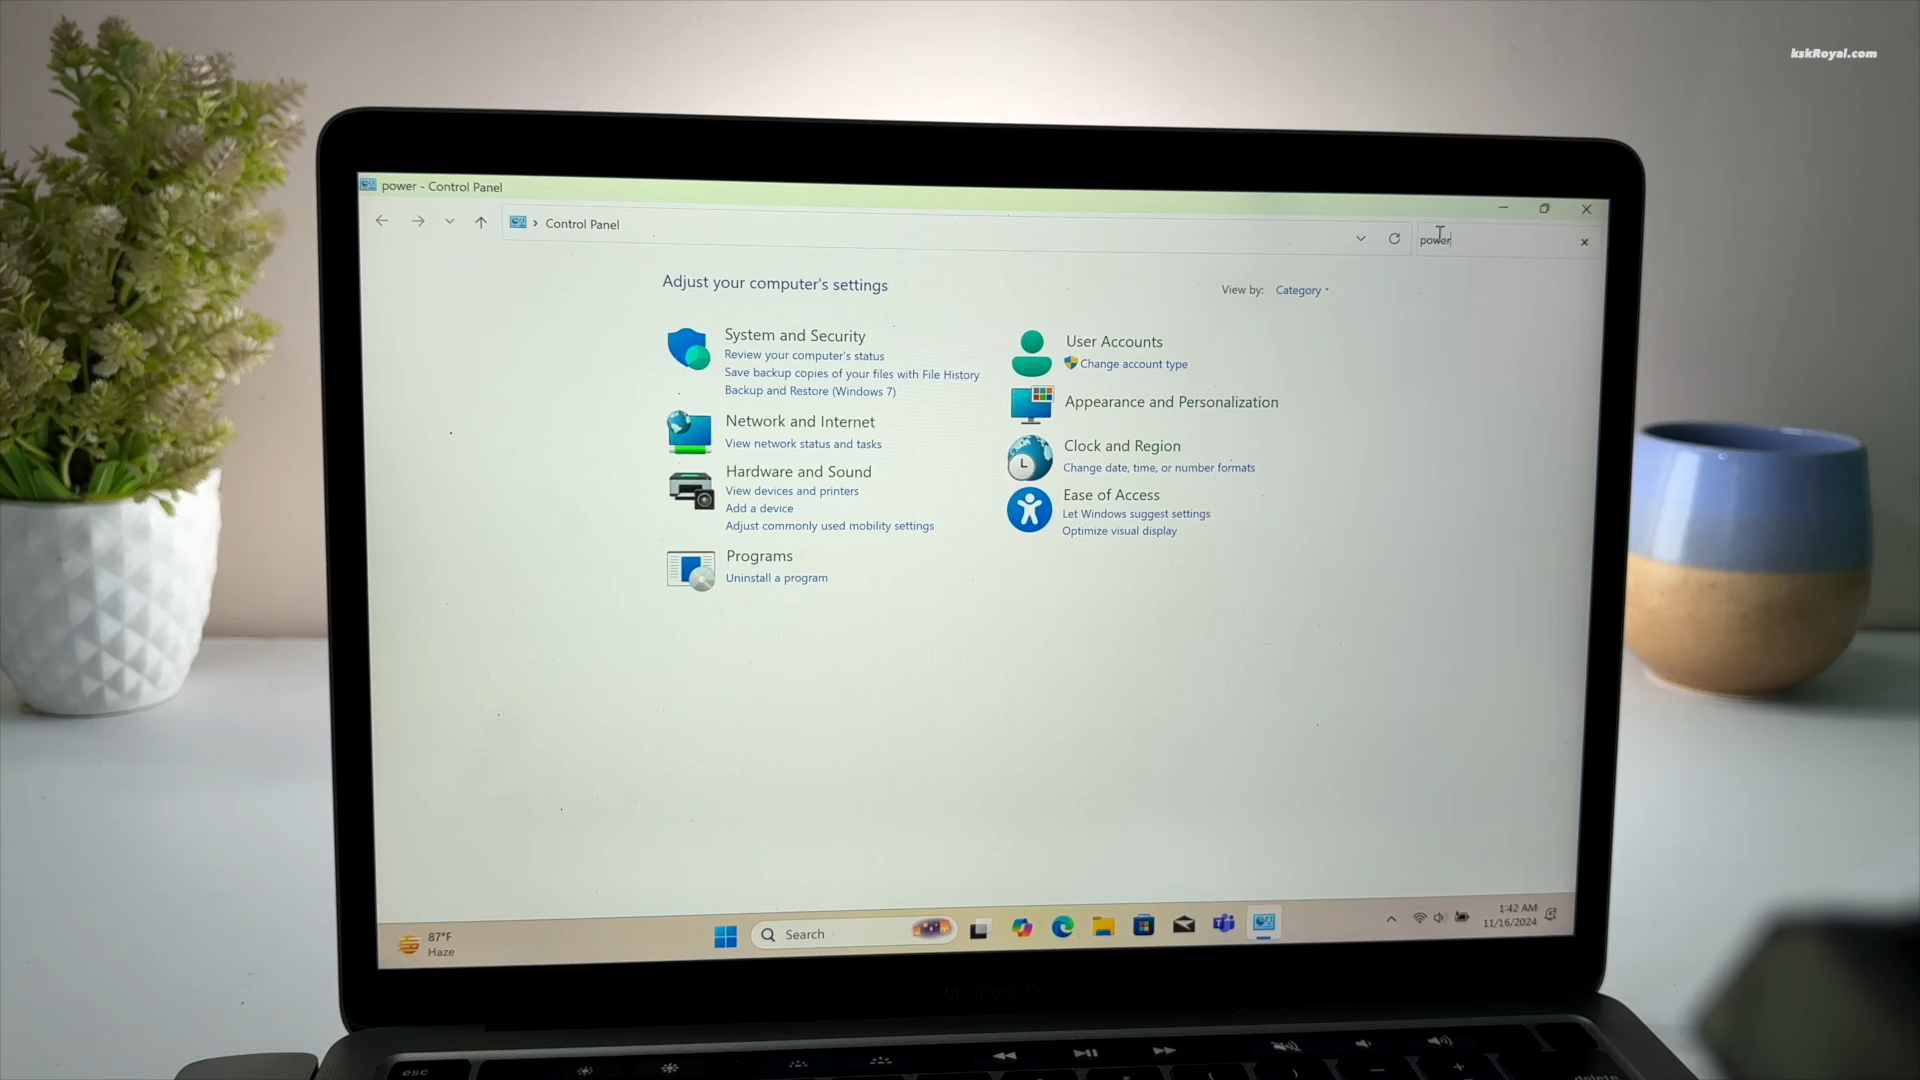 kskRoyal.com
power - Control Panel
Control Panel
power
Adjust your computer's settings
View by: Category
System and Security
Review your computer's status
Save backup copies of your files with File History
Backup and Restore (Windows 7)
Network and Internet
View network status and tasks
Hardware and Sound
View devices and printers
Add a device
Adjust commonly used mobility settings
Programs
Uninstall a program
User Accounts
Change account type
Appearance and Personalization
Clock and Region
Change date, time, or number formats
Ease of Access
Let Windows suggest settings
Optimize visual display
87°F
Haze
Search
1:42 AM
11/16/2024
MacBook Pro
esc
delete